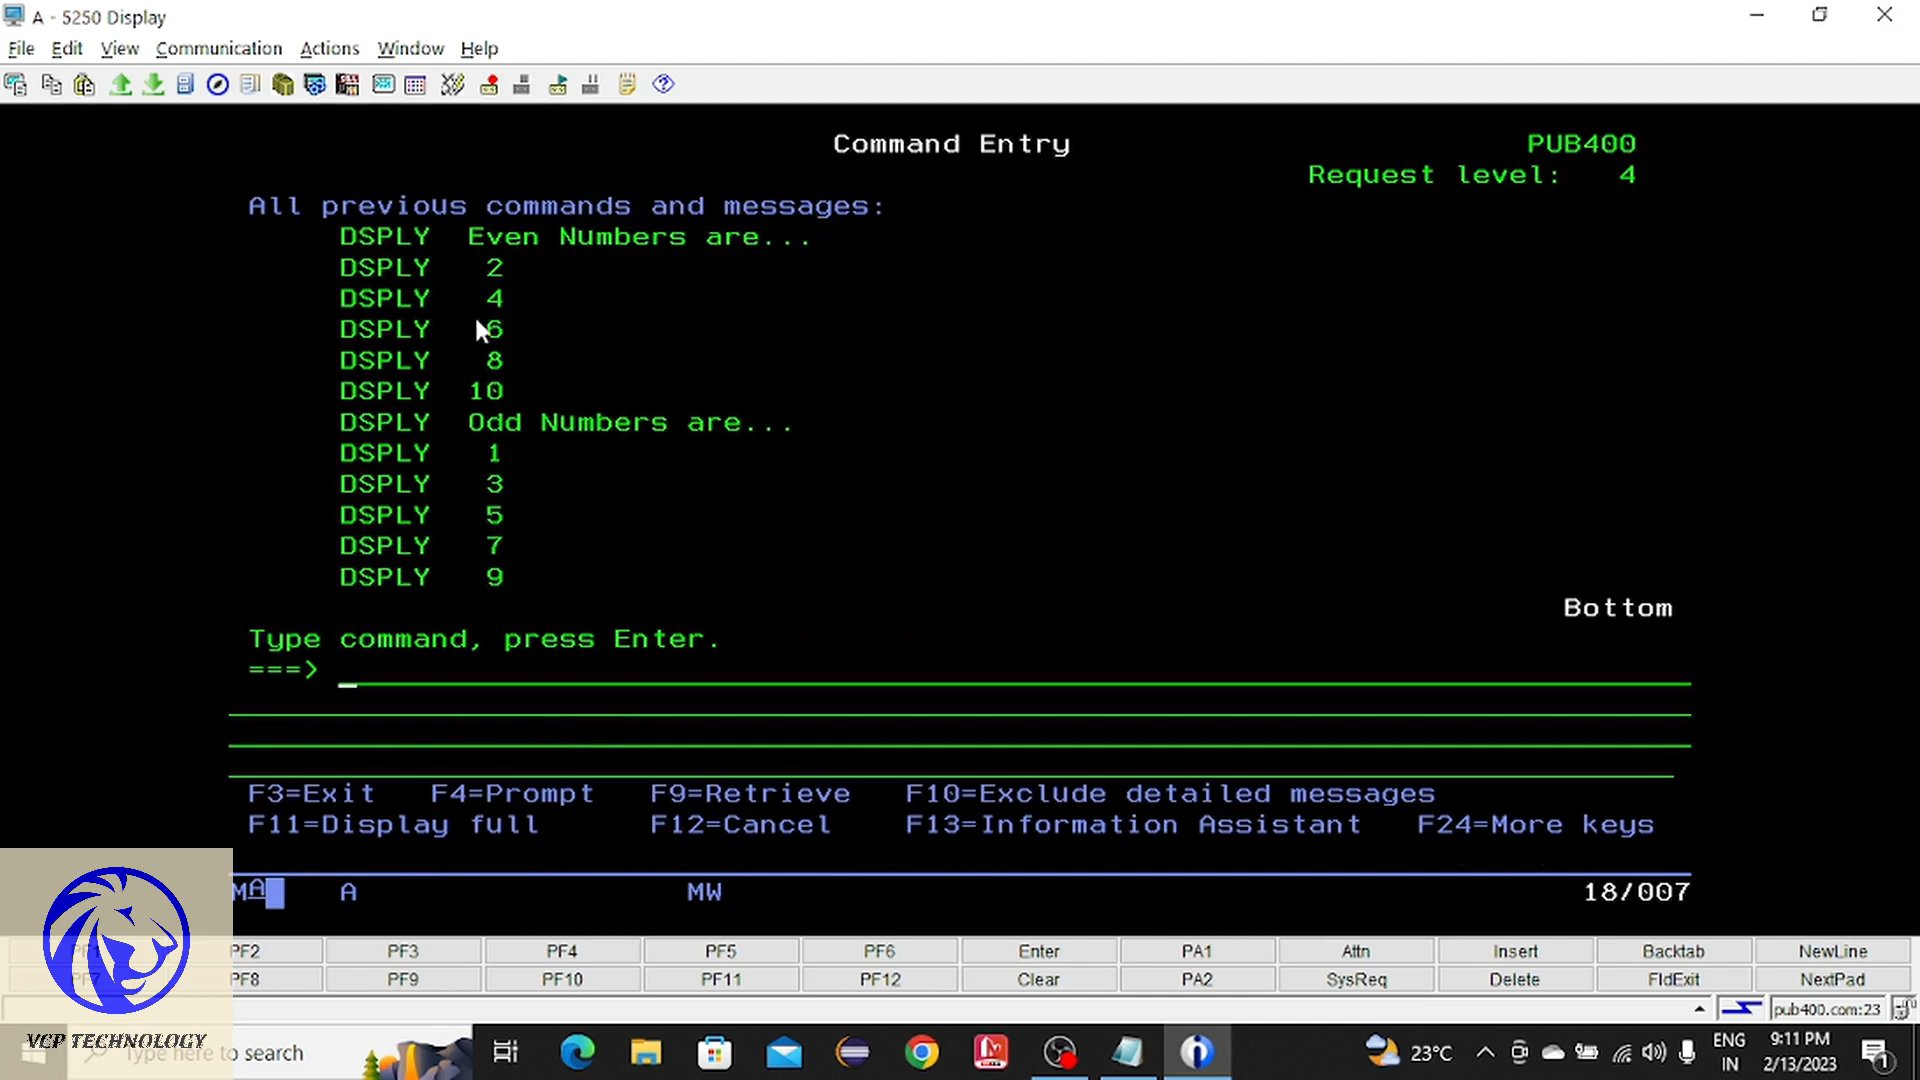 A - 5250 Display
File Edit View Communication Actions Window Help
Command Entry PUB400
Request level: 4
All previous commands and messages:
DSPLY Even NUmbers are...
DSPLY 2
DSPLY 4
DSPLY 6
DSPLY 8
DSPLY 10
DSPLY Odd Numbers are...
DSPLY 1
DSPLY 3
DSPLY 5
DSPLY 7
DSPLY 9
Bottom
Type command, press Enter.
===>
F3=Exit F4=Prompt F9=Retrieve F10=Exclude detailed messages
F11=Display full F12=Cancel F13=Information Assistant F24=More keys
MA A MW 18/007
PF1 PF2 PF3 PF4 PF5 PF6 Enter PA1 Attn Insert Backtab NewLine
PF7 PF8 PF9 PF10 PF11 PF12 Clear PA2 SysReq Delete FldExit NextPad
pub400.com:23
VCP TECHNOLOGY
Type here to search
23°C
ENG
IN
9:11 PM
2/13/2023
1